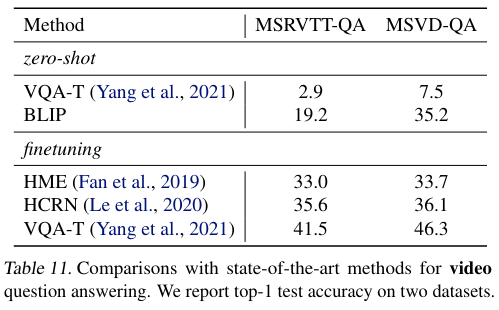 Method MSRVTT-QA MSVD-QA
zero-shot
VQA-T (Yang et al., 2021) 2.9 7.5
BLIP 19.2 35.2
finetuning
HME (Fan et al., 2019) 33.0 33.7
HCRN (Le et al., 2020) 35.6 36.1
VQA-T (Yang et al., 2021) 41.5 46.3
Table 11. Comparisons with state-of-the-art methods for video
question answering. We report top-1 test accuracy on two datasets.